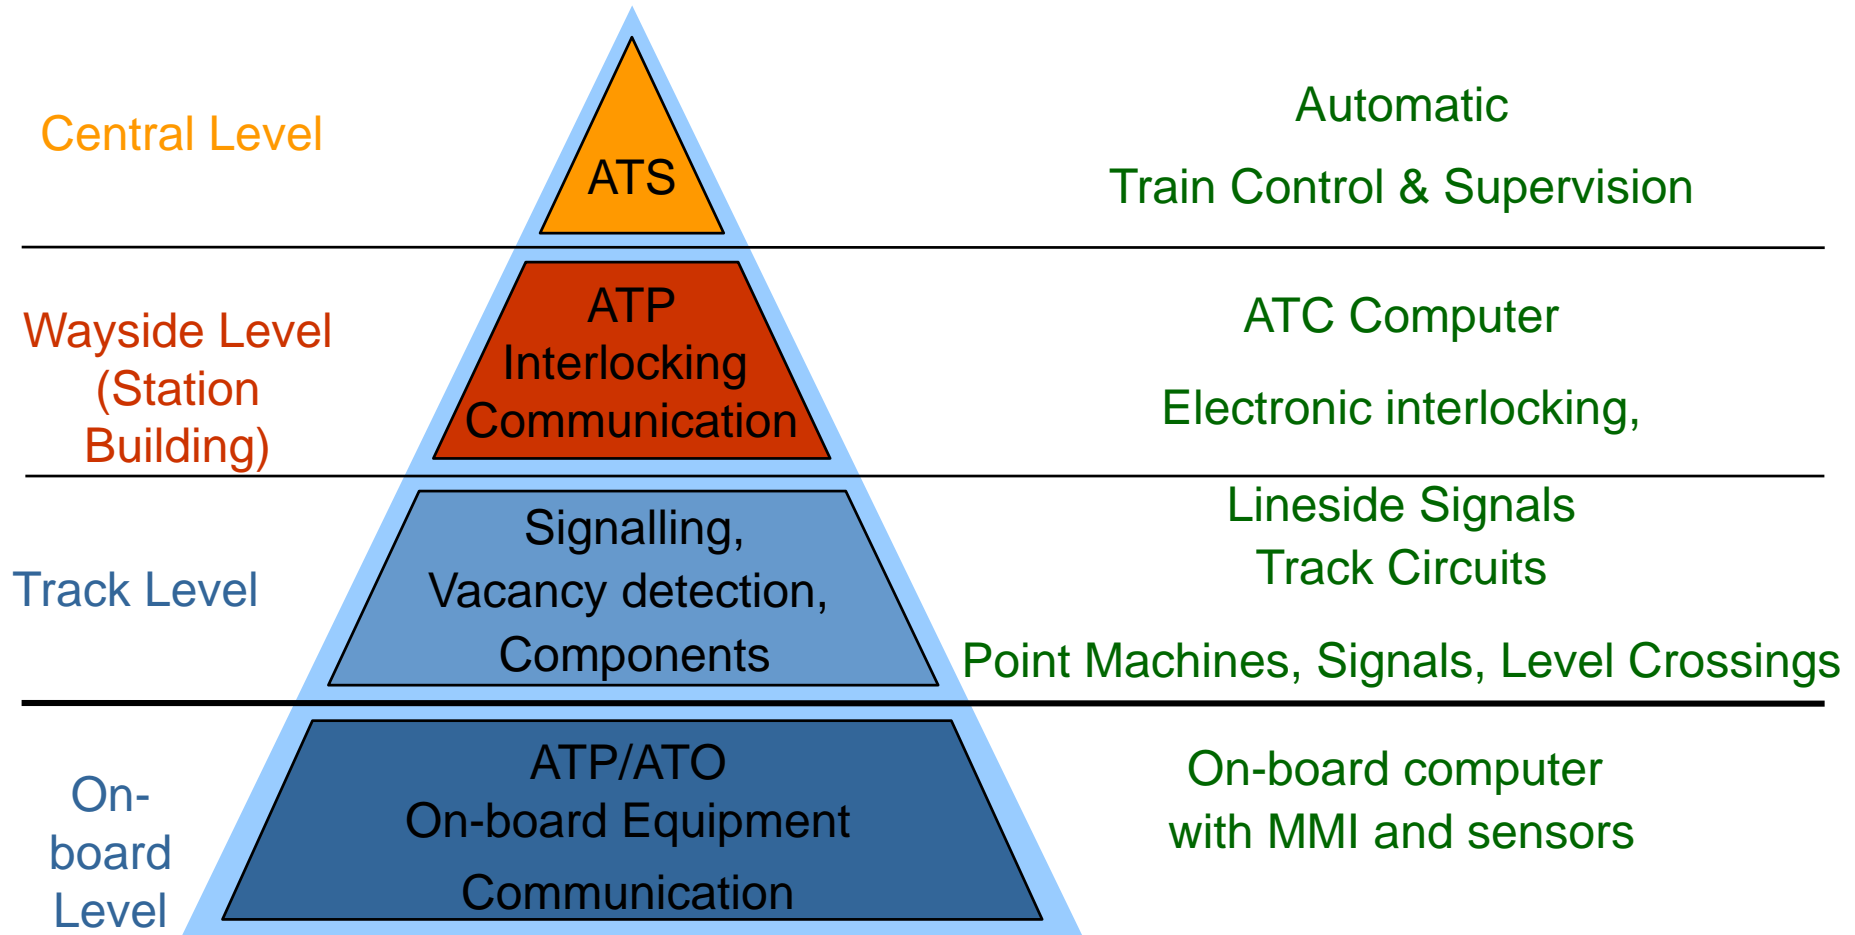 Central Level
ATS
Automatic
Train Control & Supervision
Wayside Level
(Station
Building)
ATP
Interlocking
Communication
ATC Computer
Electronic interlocking,
Track Level
Signalling,
Vacancy detection,
Components
Lineside Signals
Track Circuits
Point Machines, Signals, Level Crossings
On-
board
Level
ATP/ATO
On-board Equipment
Communication
On-board computer
with MMI and sensors